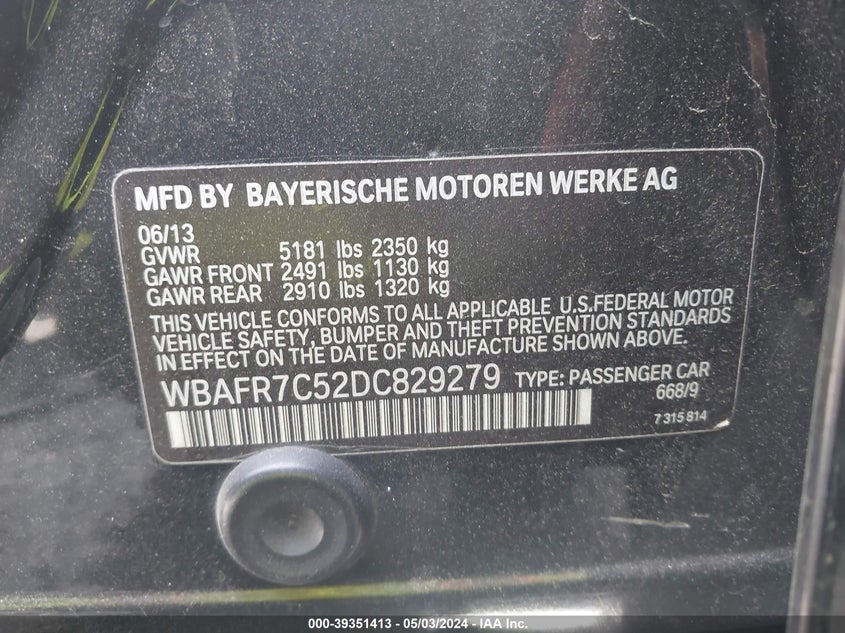 MFD BY BAYERISCHE MOTOREN WERKE AG
06/13
GVWR 5181 lbs 2350 kg
GAWR FRONT 2491 lbs 1130 kg
GAWR REAR 2910 lbs 1320 kg
THIS VEHICLE CONFORMS TO ALL APPLICABLE U.S.FEDERAL MOTOR
VEHICLE SAFETY, BUMPER AND THEFT PREVENTION STANDARDS
IN EFFECT ON THE DATE OF MANUFACTURE SHOWN ABOVE.
WBAFR7C52DC829279 TYPE: PASSENGER CAR
668/9
7 315 814
000-39351413 - 05/03/2024 - IAA Inc.